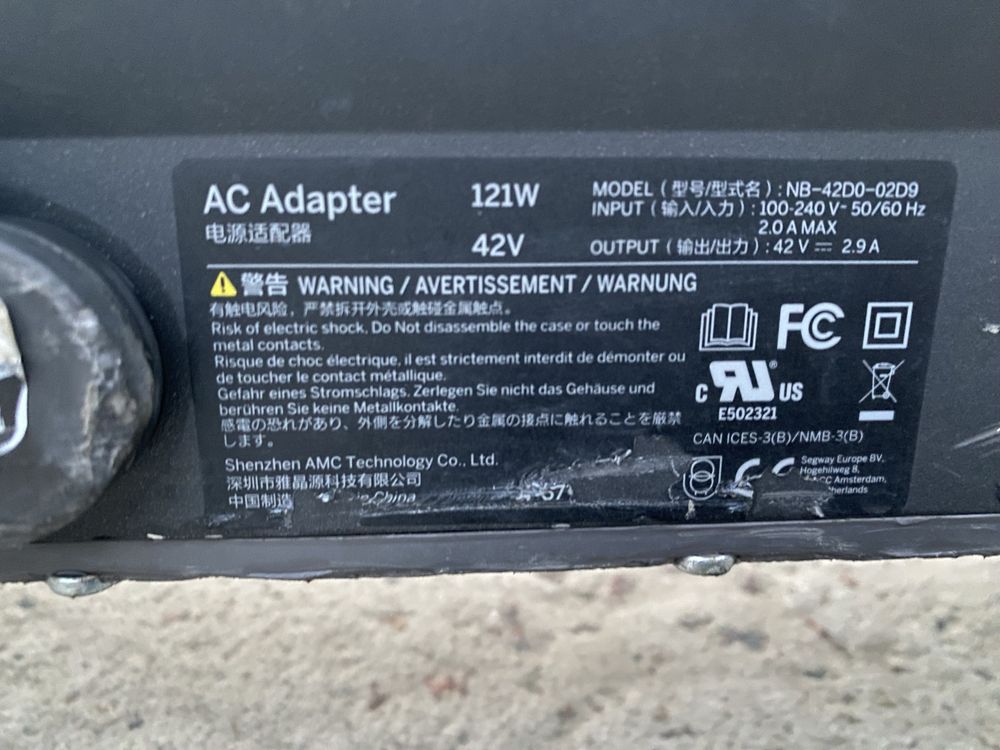 AC Adapter 121W
电源适配器 42V
MODEL（型号/型式名）: NB-42D0-02D9
INPUT（输入/入力）: 100-240 V~ 50/60 Hz
2.0 A MAX
OUTPUT（输出/出力）: 42 V ⎓ 2.9 A
⚠警告 WARNING / AVERTISSEMENT / WARNUNG
有触电风险，严禁拆开外壳或触碰金属触点。
Risk of electric shock. Do Not disassemble the case or touch the
metal contacts.
Risque de choc électrique, il est strictement interdit de démonter ou
de toucher le contact métallique.
Gefahr eines Stromschlags. Zerlegen Sie nicht das Gehäuse und
berühren Sie keine Metallkontakte.
感電の恐れがあり、外側を分解したり金属の接点に触れることを厳禁
します。
Shenzhen AMC Technology Co., Ltd.
深圳市雅晶源科技有限公司
中国制造 China
FC
C RU US
®
E502321
CAN ICES-3(B)/NMB-3(B)
Segway Europe BV.
Hogehilweg 8,
Amsterdam,